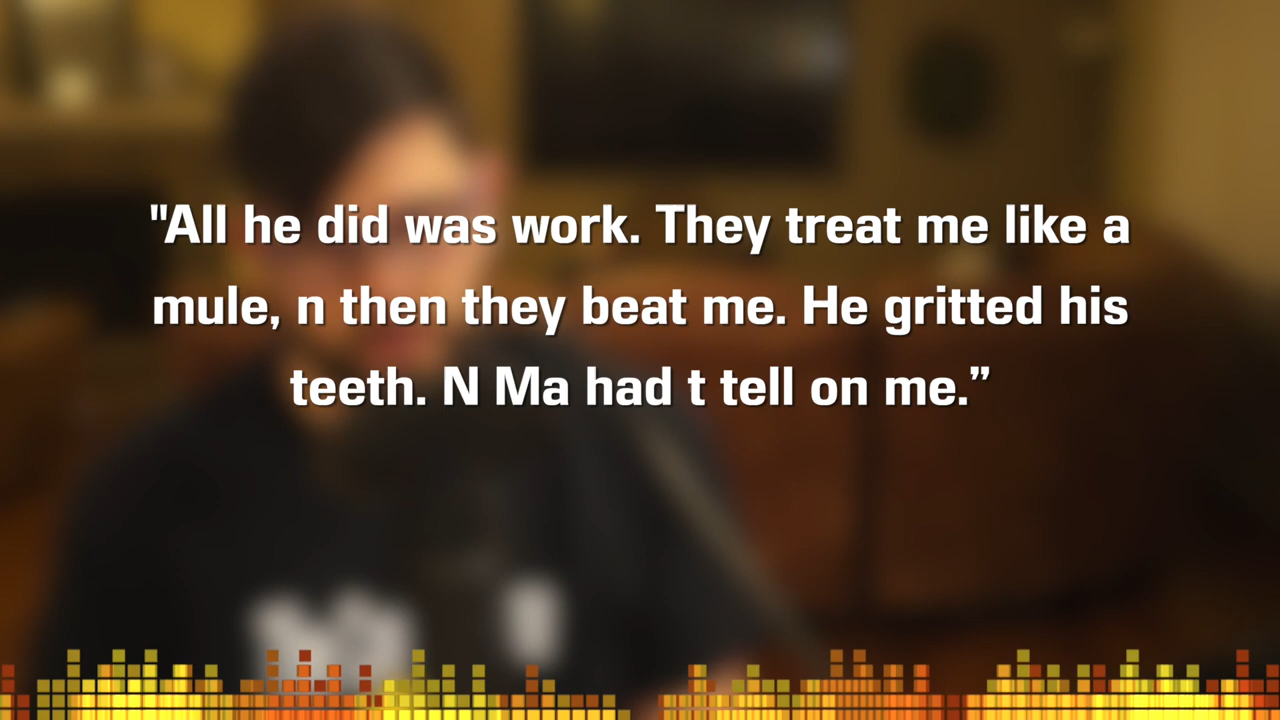 "All he did was work. They treat me like a
mule, n then they beat me. He gritted his
teeth. N Ma had t tell on me.”